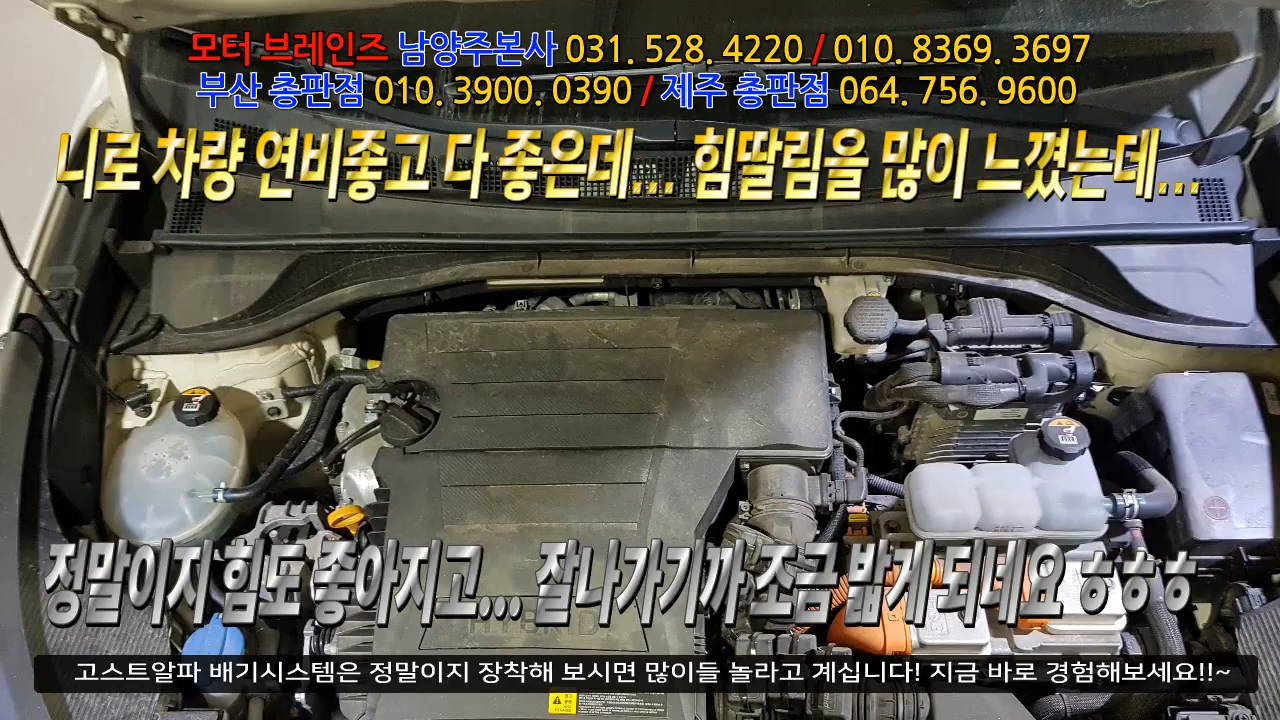 모터 브레인즈 남양주본사 031. 528. 4220 / 010. 8369. 3697
부산 총판점 010. 3900. 0390 / 제주 총판점 064. 756. 9600
니로 차량 연비좋고 다 좋은데... 힘딸림을 많이 느꼈는데...
정말이지 힘도 좋아지고... 잘나가기까 조금 밟게 되네요 ㅎㅎㅎ
HYBRID
고스트알파 배기시스템은 정말이지 장착해 보시면 많이들 놀라고 계십니다! 지금 바로 경험해보세요!!~